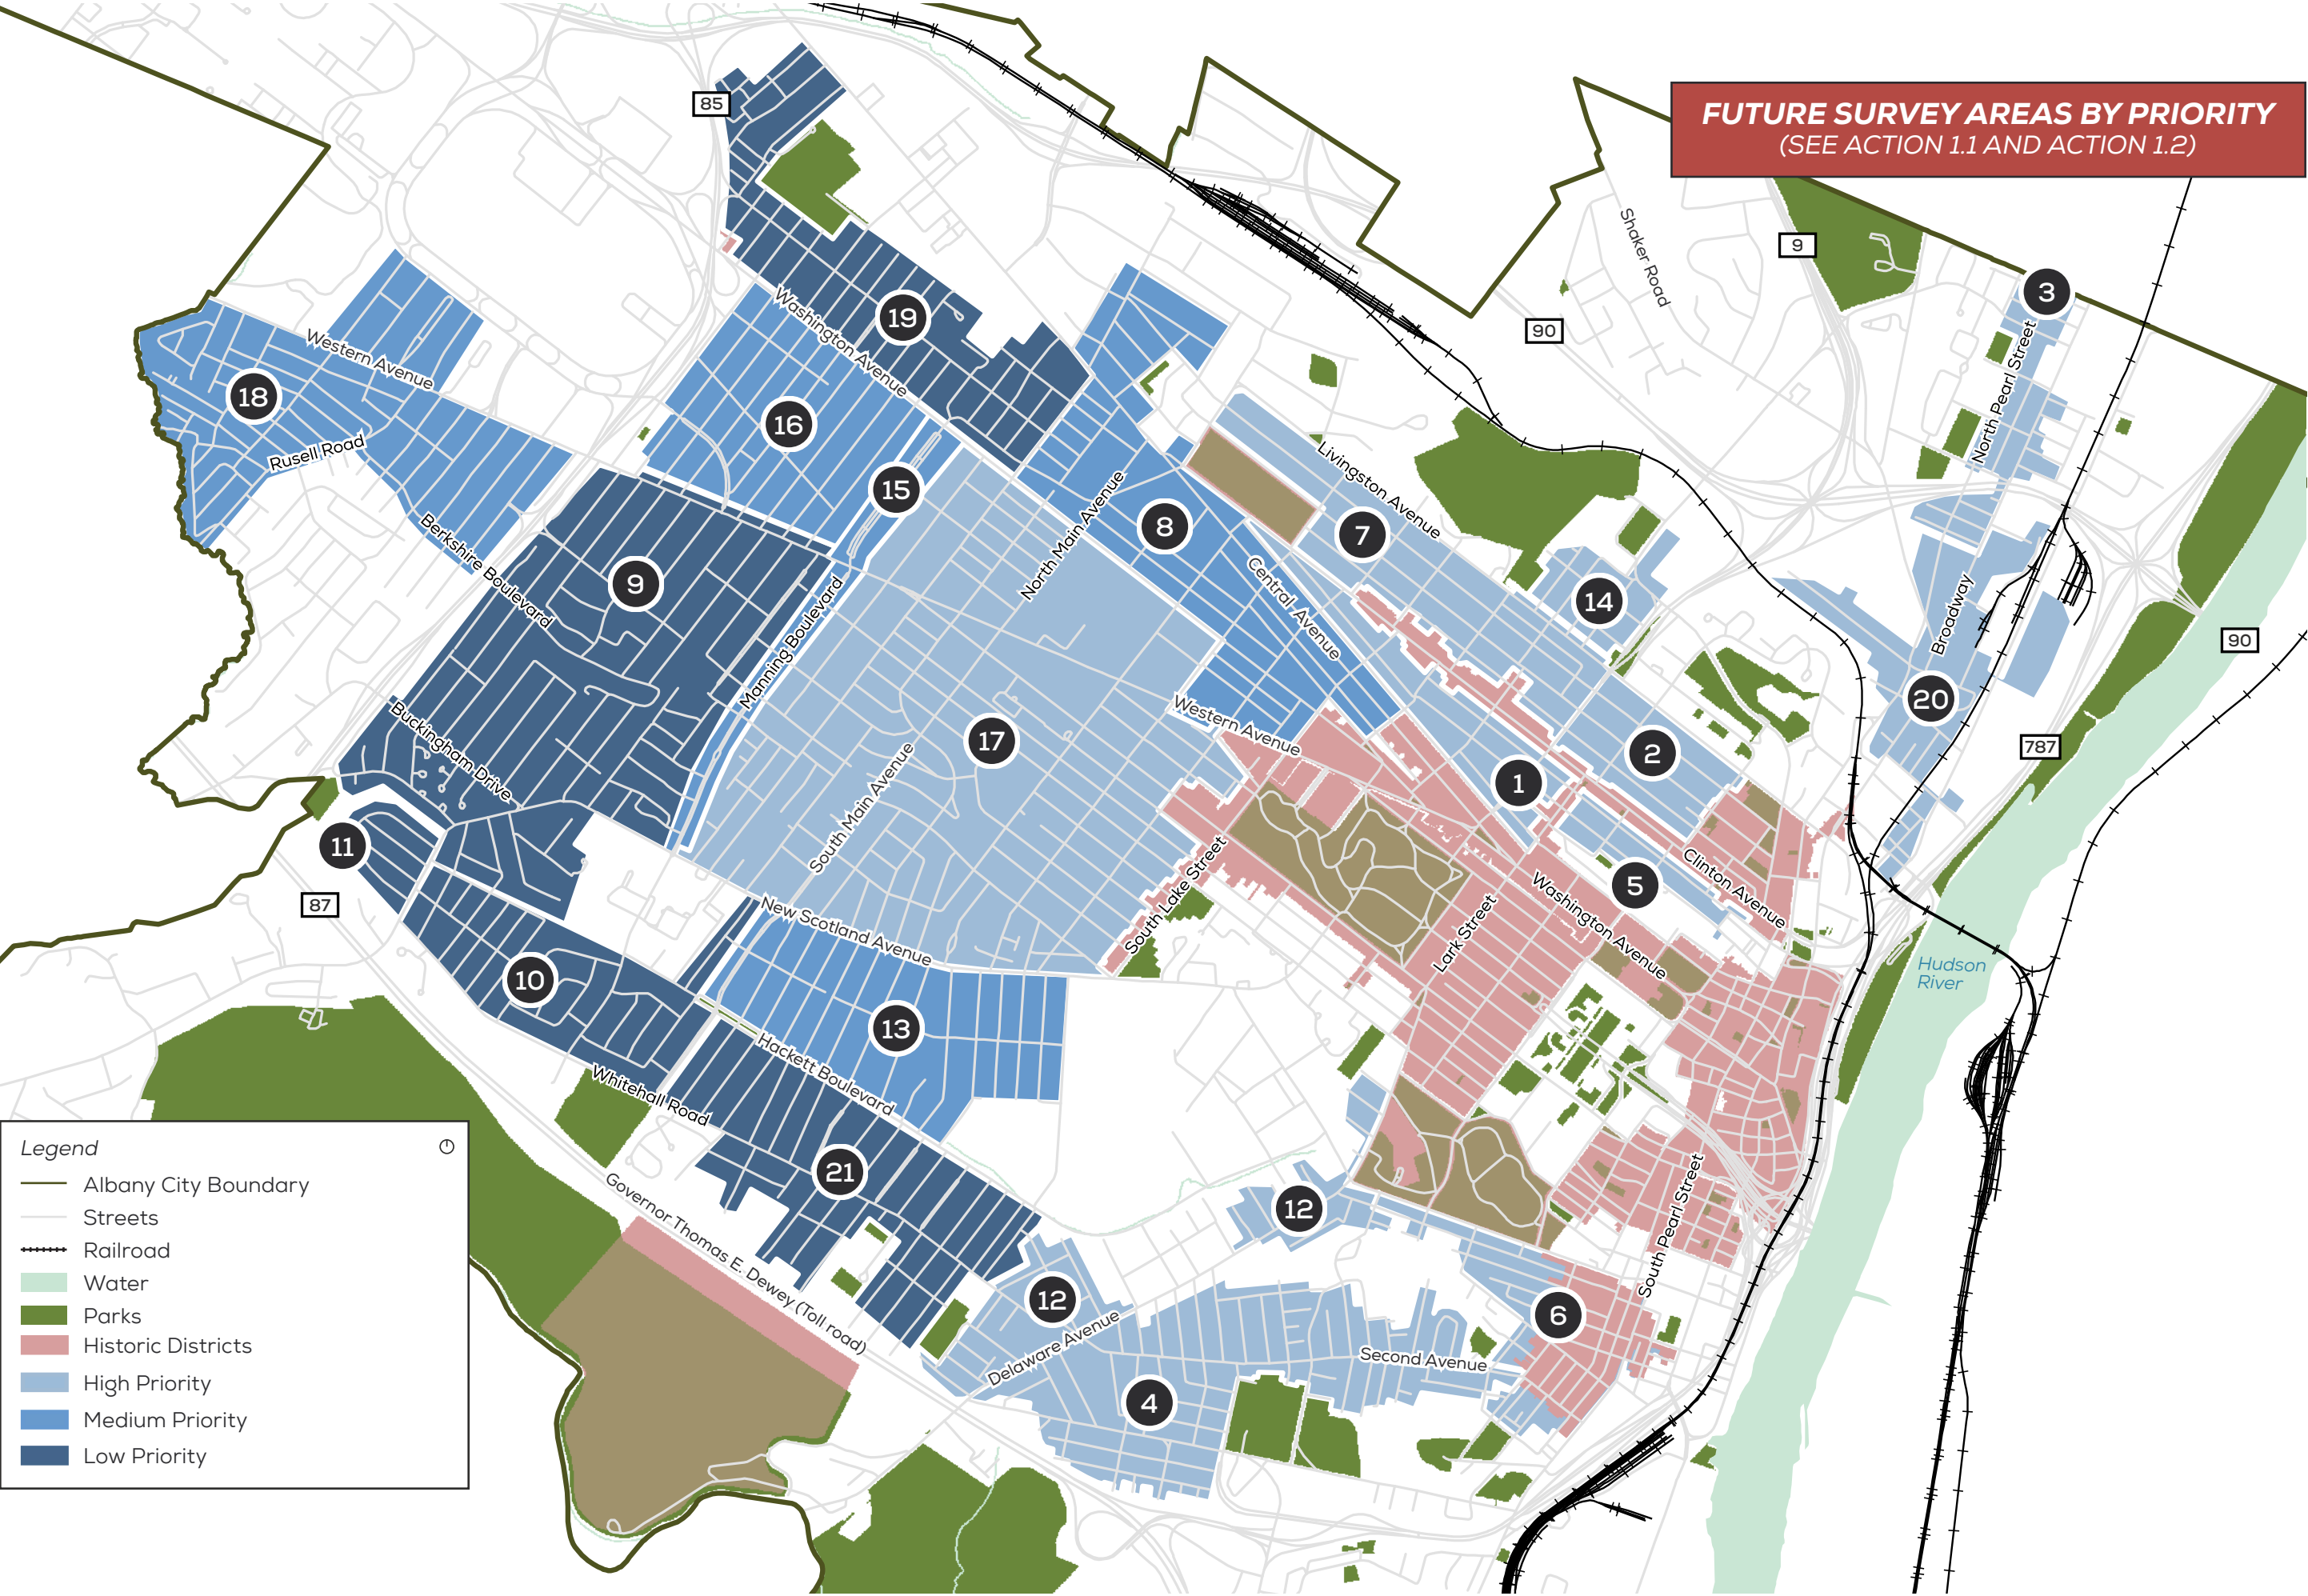 FUTURE SURVEY AREAS BY PRIORITY
(SEE ACTION 1.1 AND ACTION 1.2)
85
Shaker Road
9
3
90
North Pearl Street
19
Washington Avenue
Western Avenue
18
16
Rusell Road
15
Livingston Avenue
North Main Avenue
8
7
Berkshire Boulevard
9
Central Avenue
14
Broadway
90
Manning Boulevard
20
Buckingham Drive
17
Western Avenue
2
787
1
South Main Avenue
11
South Lake Street
5
Clinton Avenue
87
New Scotland Avenue
Washington Avenue
Lark Street
10
Hudson
River
13
Hackett Boulevard
Whitehall Road
21
12
South Pearl Street
Governor Thomas E. Dewey (Toll road)
12
6
Delaware Avenue
Second Avenue
4
Legend
Albany City Boundary
Streets
Railroad
Water
Parks
Historic Districts
High Priority
Medium Priority
Low Priority